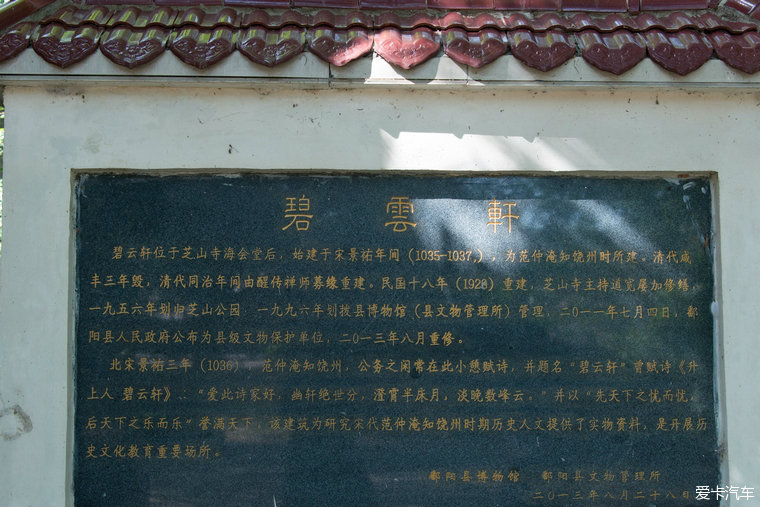 碧雲軒
碧云轩位于芝山寺海会堂后，始建于宋景祐年间（1035-1037,），为范仲淹知饶州时所建。清代咸
丰三年毁，清代同治年间由醒传禅师募缘重建。民国十八年（1929）重建，芝山寺主持追宽屡加修缮，
一九五六年划归芝山公园，一九九六年划拨县博物馆（县文物管理所）管理，二〇一一年七月四日，鄱
阳县人民政府公布为县级文物保护单位，二〇一三年八月重修。
北宋景祐三年（1036），范仲淹知饶州，公务之闲常在此小憩赋诗，并题名“碧云轩”曾赋诗《升
上人 碧云轩》、“爱此诗家好，幽轩绝世分，澄霄半床月，淡晚数峰云。”并以“先天下之忧而忧，
后天下之乐而乐”誉满天下，该建筑为研究宋代范仲淹知饶州时期历史人文提供了实物资料，是开展历
史文化教育重要场所。
鄱阳县博物馆 鄱阳县文物管理所
二〇一三年八月二十八日
爱卡汽车